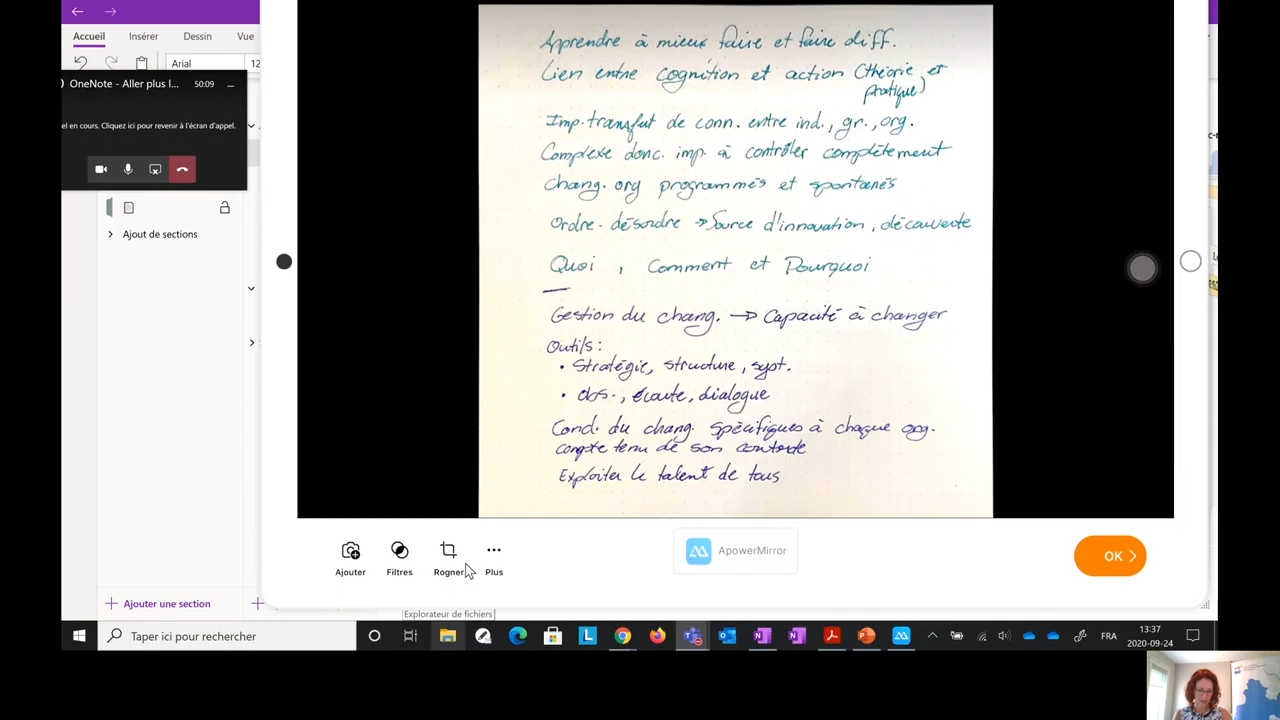 Accueil
Insérer
Dessin
Vue
Arial
12
OneNote - Aller plus l...
50:09
el en cours. Cliquez ici pour revenir à l'écran d'appel.
Ajout de sections
Ajouter une section
Apprendre à mieux faire et faire diff.
Lien entre cognition et action (théorie et
pratique)
Imp. transfert de conn. entre ind., gr., org.
Complexe donc. imp. à contrôler complètement
Chang. org programmés et spontanés
Ordre. désordre → Source d'innovation, découverte
Quoi, Comment et Pourquoi
Gestion du chang. → Capacité à changer
Outils :
• Stratégie, structure, syst.
• Obs., écoute, dialogue
Cond. du chang. spécifiques à chaque org.
compte tenu de son contexte
Exploiter le talent de tous
Ajouter
Filtres
Rogner
Plus
ApowerMirror
OK
Explorateur de fichiers
Taper ici pour rechercher
FRA
13:37
2020-09-24